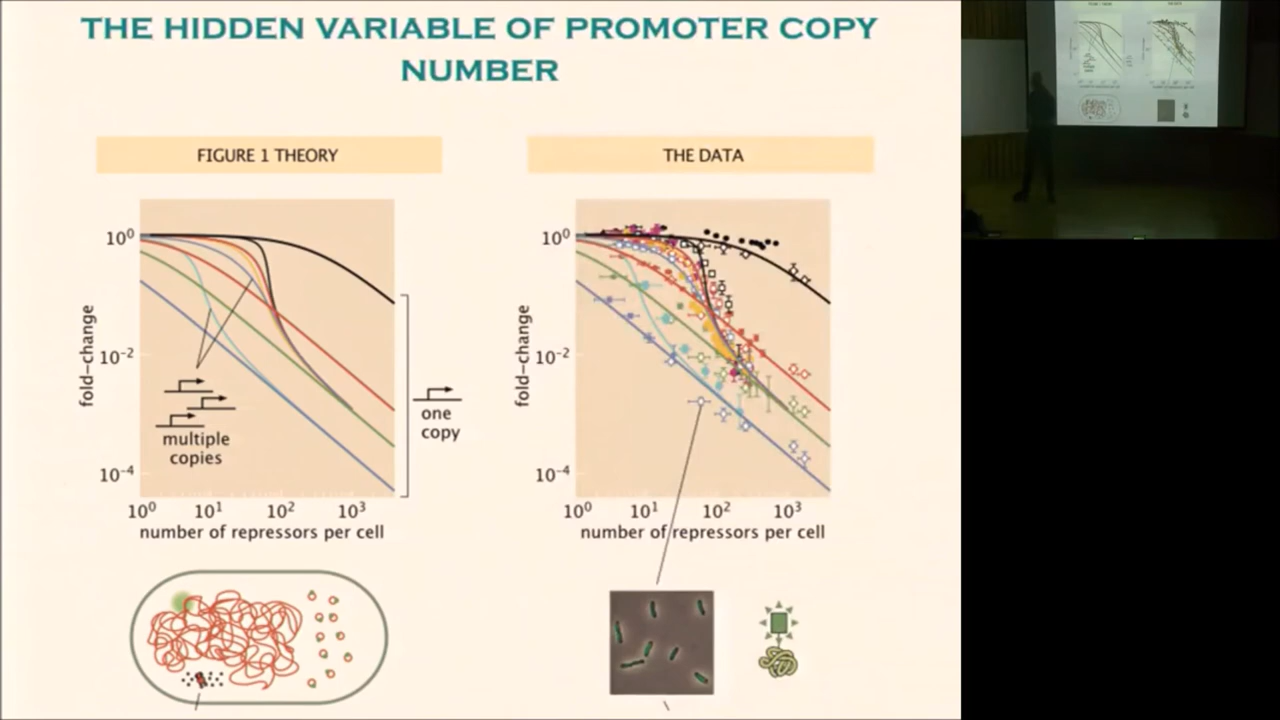 THE HIDDEN VARIABLE OF PROMOTER COPY
NUMBER
FIGURE 1 THEORY
fold-change
10⁰
10⁻²
10⁻⁴
10⁰ 10¹ 10² 10³
number of repressors per cell
multiple
copies
one
copy
THE DATA
fold-change
10⁰
10⁻²
10⁻⁴
10⁰ 10¹ 10² 10³
number of repressors per cell